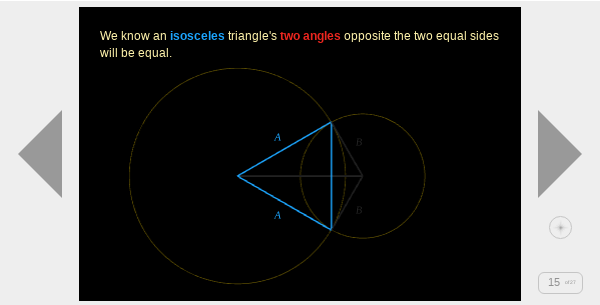 We know an isosceles triangle's two angles opposite the two equal sides
will be equal.
A
B
A
B
15 of 27